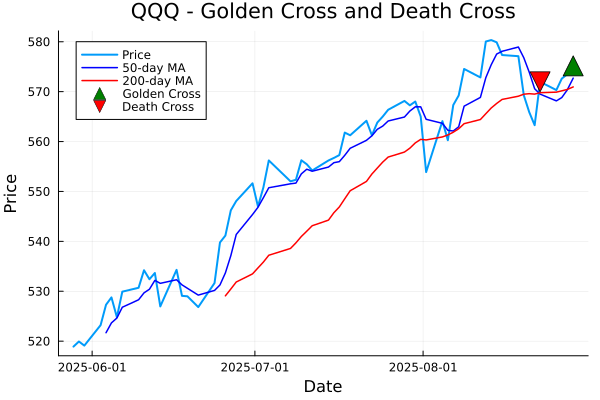 QQQ - Golden Cross and Death Cross
Price
50-day MA
200-day MA
Golden Cross
Death Cross
580
570
560
550
540
530
520
Price
2025-06-01
2025-07-01
2025-08-01
Date